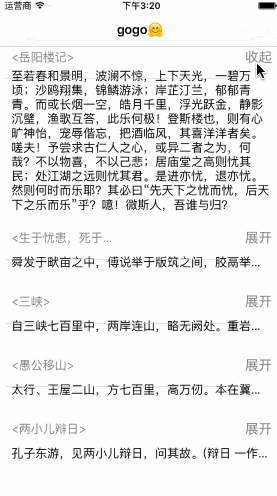 下午3:20
gogo🤗
<岳阳楼记>
收起
至若春和景明，波澜不惊，上下天光，一碧万
顷；沙鸥翔集，锦鳞游泳；岸芷汀兰，郁郁青
青。而或长烟一空，皓月千里，浮光跃金，静影
沉璧，渔歌互答，此乐何极！登斯楼也，则有心
旷神怡，宠辱偕忘，把酒临风，其喜洋洋者矣。
嗟夫！予尝求古仁人之心，或异二者之为，何
哉？不以物喜，不以己悲；居庙堂之高则忧其
民；处江湖之远则忧其君。是进亦忧，退亦忧。
然则何时而乐耶？其必曰“先天下之忧而忧，后天
下之乐而乐”乎？噫！微斯人，吾谁与归？
<生于忧患，死于...
展开
舜发于畎亩之中，傅说举于版筑之间，胶鬲举...
<三峡>
展开
自三峡七百里中，两岸连山，略无阙处。重岩...
<愚公移山>
展开
太行、王屋二山，方七百里，高万仞。本在冀...
<两小儿辩日>
展开
孔子东游，见两小儿辩日，问其故。(辩日 一作...